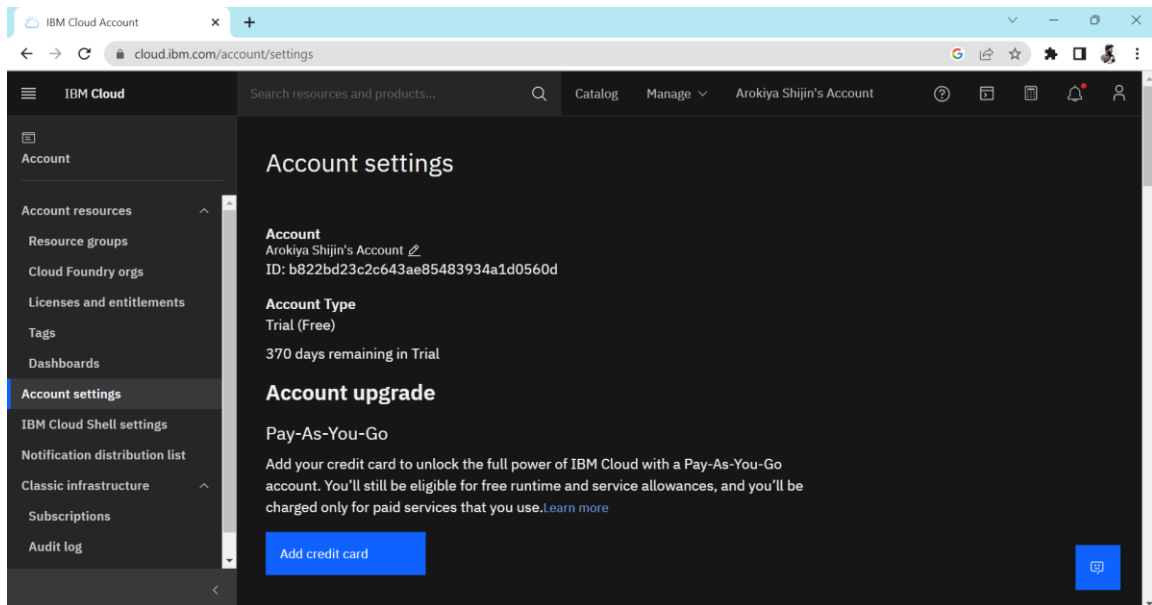 IBM Cloud Account
cloud.ibm.com/account/settings
IBM Cloud
Search resources and products...
Catalog
Manage
Arokiya Shijin's Account
Account
Account resources
Resource groups
Cloud Foundry orgs
Licenses and entitlements
Tags
Dashboards
Account settings
IBM Cloud Shell settings
Notification distribution list
Classic infrastructure
Subscriptions
Audit log
Account settings
Account
Arokiya Shijin's Account
ID: b822bd23c2c643ae85483934a1d0560d
Account Type
Trial (Free)
370 days remaining in Trial
Account upgrade
Pay-As-You-Go
Add your credit card to unlock the full power of IBM Cloud with a Pay-As-You-Go
account. You’ll still be eligible for free runtime and service allowances, and you’ll be
charged only for paid services that you use.Learn more
Add credit card